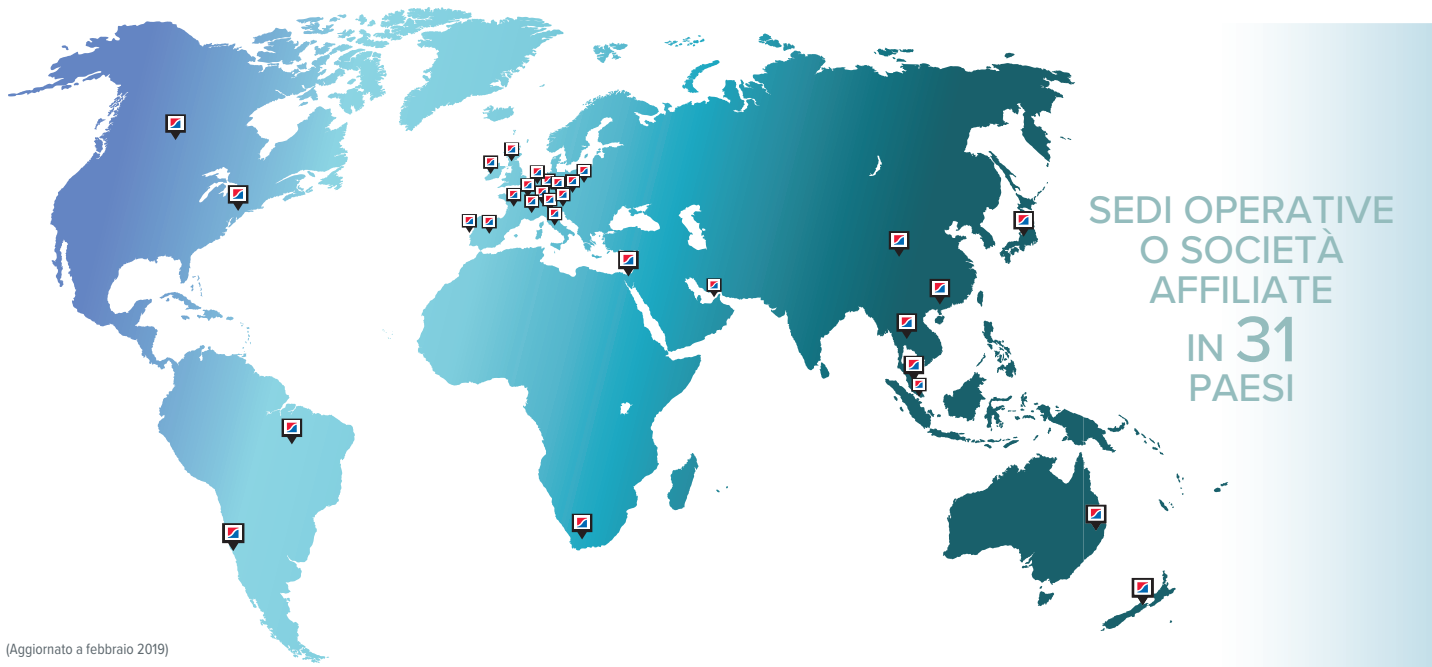 SEDI OPERATIVE
O SOCIETÀ
AFFILIATE
IN 31
PAESI
(Aggiornato a febbraio 2019)